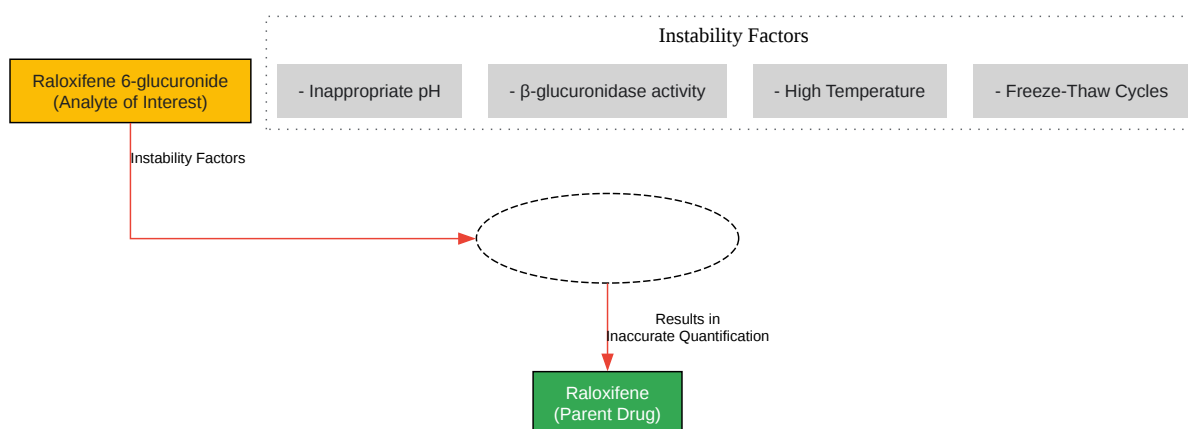 Instability Factors
Raloxifene 6-glucuronide
(Analyte of Interest)
- Inappropriate pH
- β-glucuronidase activity
- High Temperature
- Freeze-Thaw Cycles
Instability Factors
Results in
Inaccurate Quantification
Raloxifene
(Parent Drug)